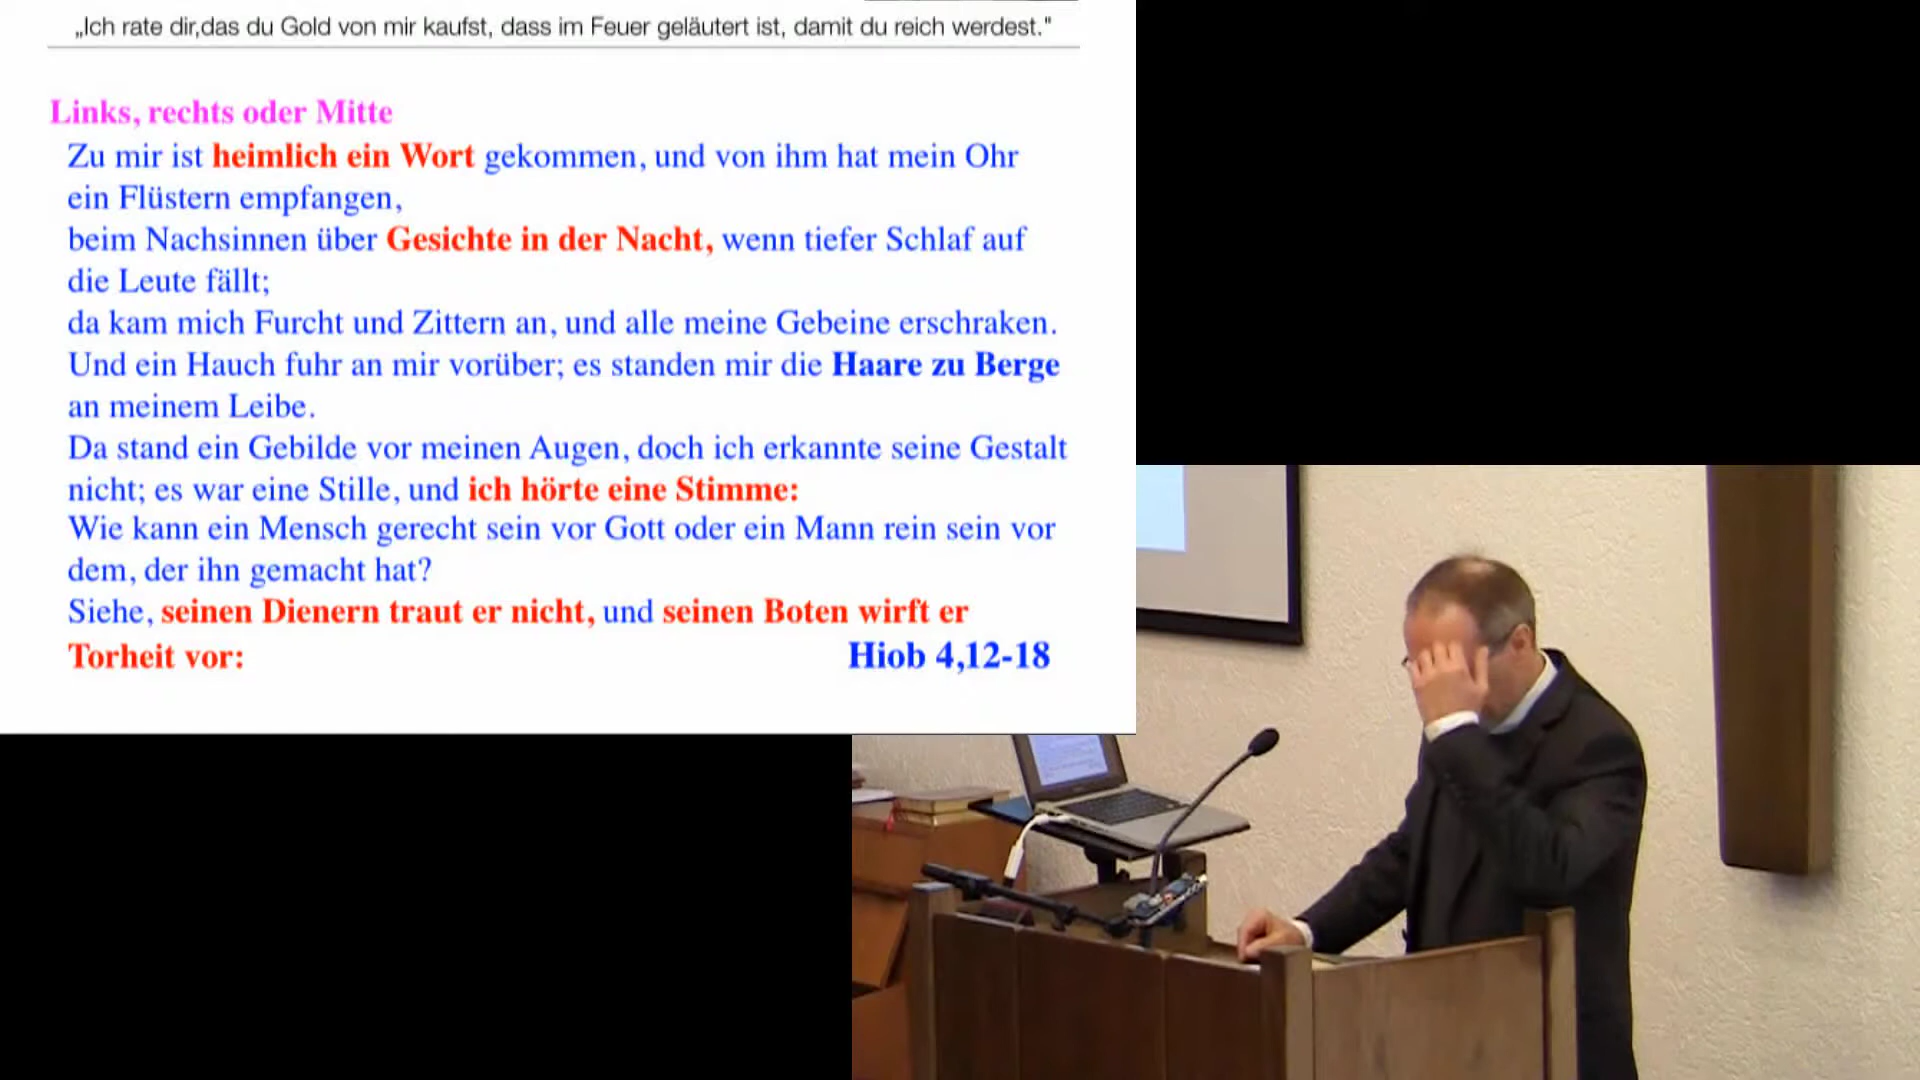 „Ich rate dir,das du Gold von mir kaufst, dass im Feuer geläutert ist, damit du reich werdest."
Links, rechts oder Mitte
Zu mir ist heimlich ein Wort gekommen, und von ihm hat mein Ohr
ein Flüstern empfangen,
beim Nachsinnen über Gesichte in der Nacht, wenn tiefer Schlaf auf
die Leute fällt;
da kam mich Furcht und Zittern an, und alle meine Gebeine erschraken.
Und ein Hauch fuhr an mir vorüber; es standen mir die Haare zu Berge
an meinem Leibe.
Da stand ein Gebilde vor meinen Augen, doch ich erkannte seine Gestalt
nicht; es war eine Stille, und ich hörte eine Stimme:
Wie kann ein Mensch gerecht sein vor Gott oder ein Mann rein sein vor
dem, der ihn gemacht hat?
Siehe, seinen Dienern traut er nicht, und seinen Boten wirft er
Torheit vor: Hiob 4,12-18